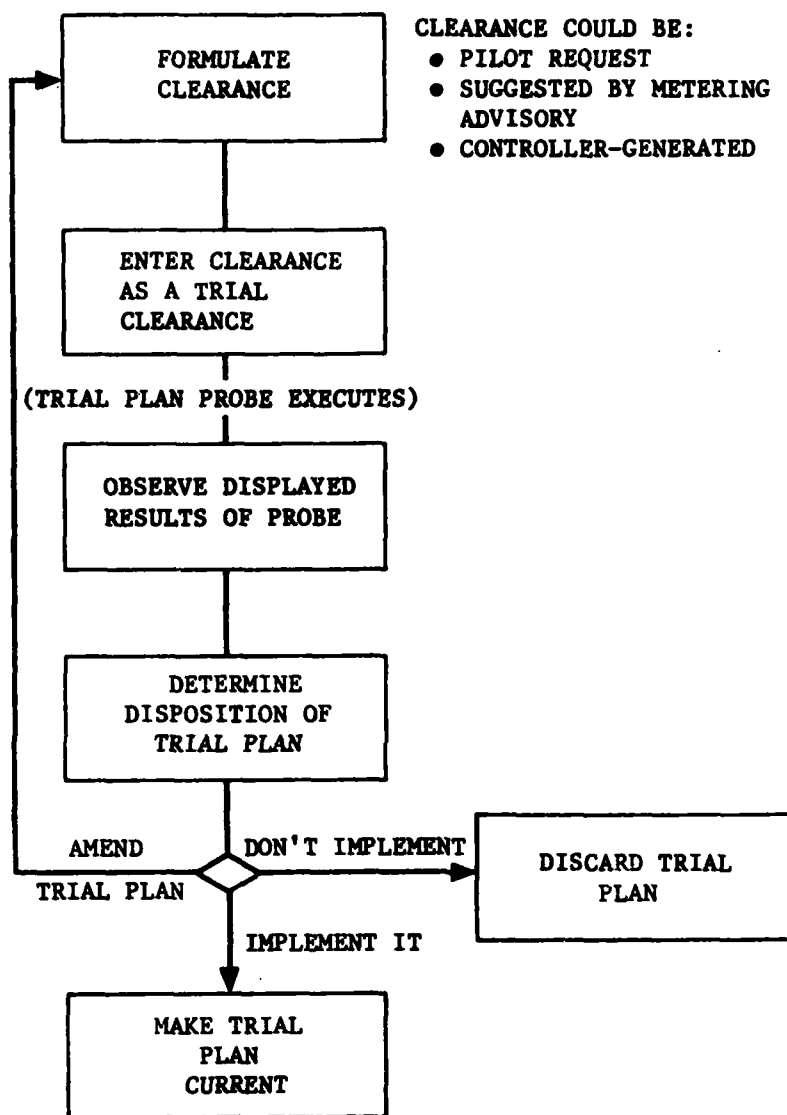 FORMULATE
CLEARANCE
CLEARANCE COULD BE:
● PILOT REQUEST
● SUGGESTED BY METERING
ADVISORY
● CONTROLLER-GENERATED
ENTER CLEARANCE
AS A TRIAL
CLEARANCE
(TRIAL PLAN PROBE EXECUTES)
OBSERVE DISPLAYED
RESULTS OF PROBE
DETERMINE
DISPOSITION OF
TRIAL PLAN
AMEND
TRIAL PLAN
DON'T IMPLEMENT
DISCARD TRIAL
PLAN
IMPLEMENT IT
MAKE TRIAL
PLAN
CURRENT